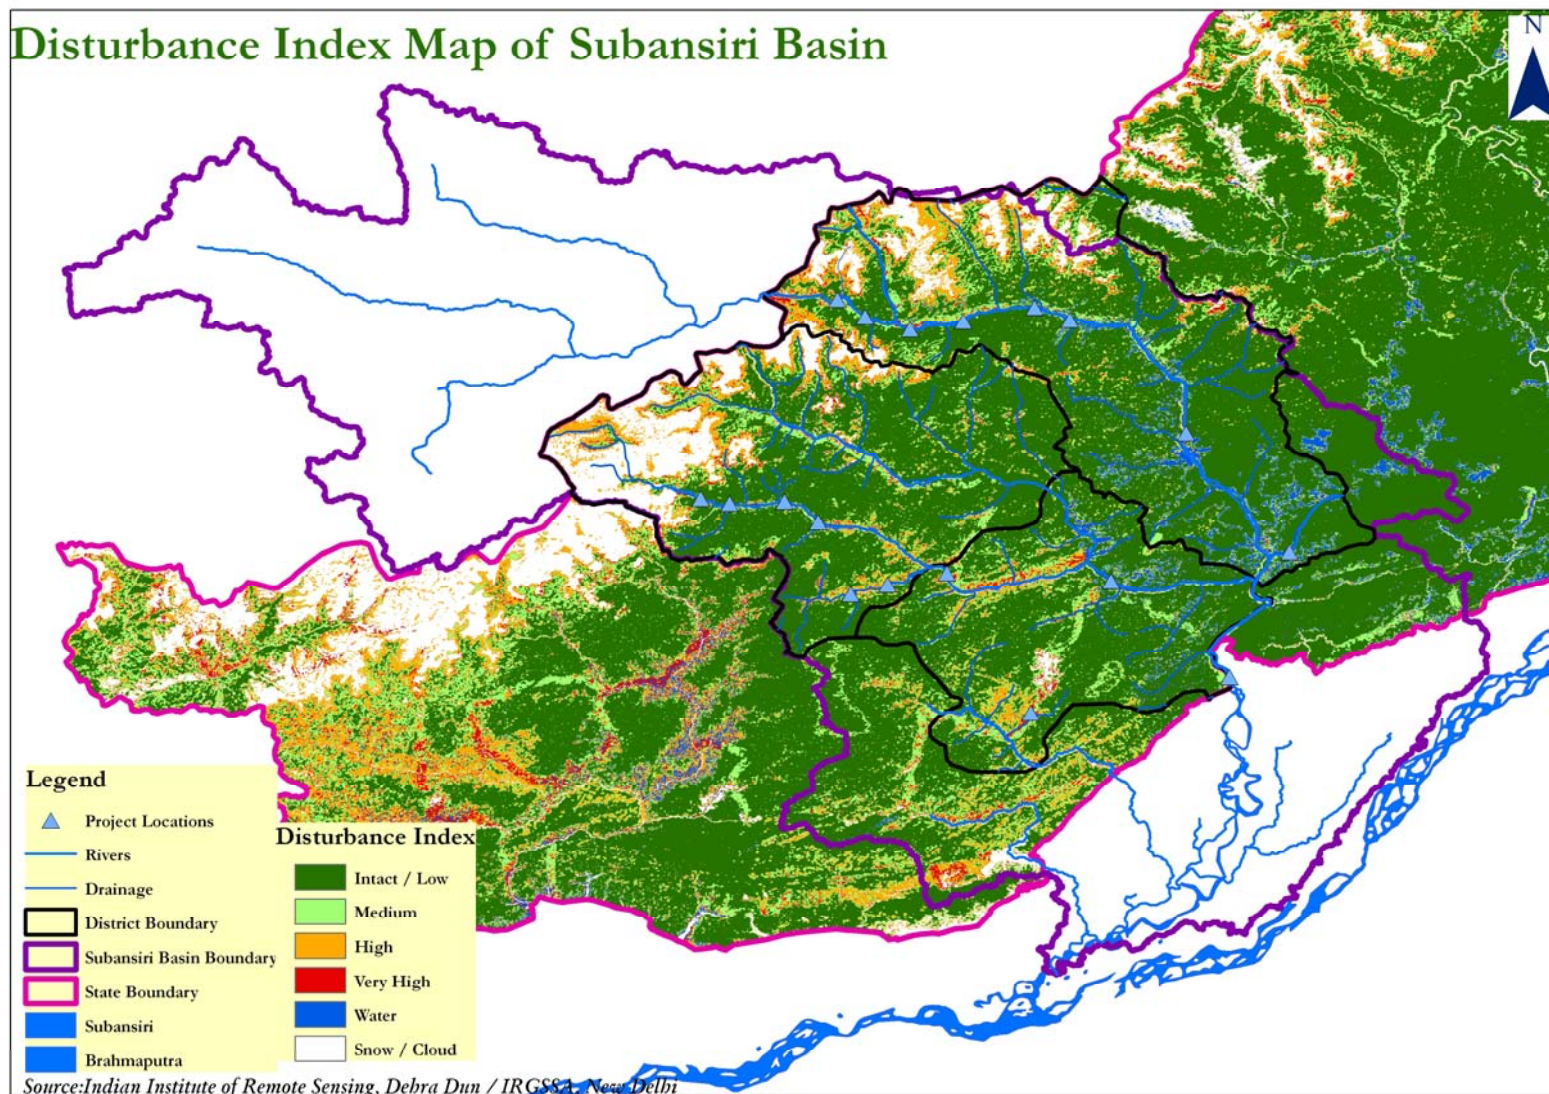 Disturbance Index Map of Subansiri Basin
N
Legend
Project Locations
Rivers
Drainage
District Boundary
Subansiri Basin Boundary
State Boundary
Subansiri
Brahmaputra
Disturbance Index
Intact / Low
Medium
High
Very High
Water
Snow / Cloud
Source:Indian Institute of Remote Sensing, Dehra Dun / IRGSSA, New Delhi